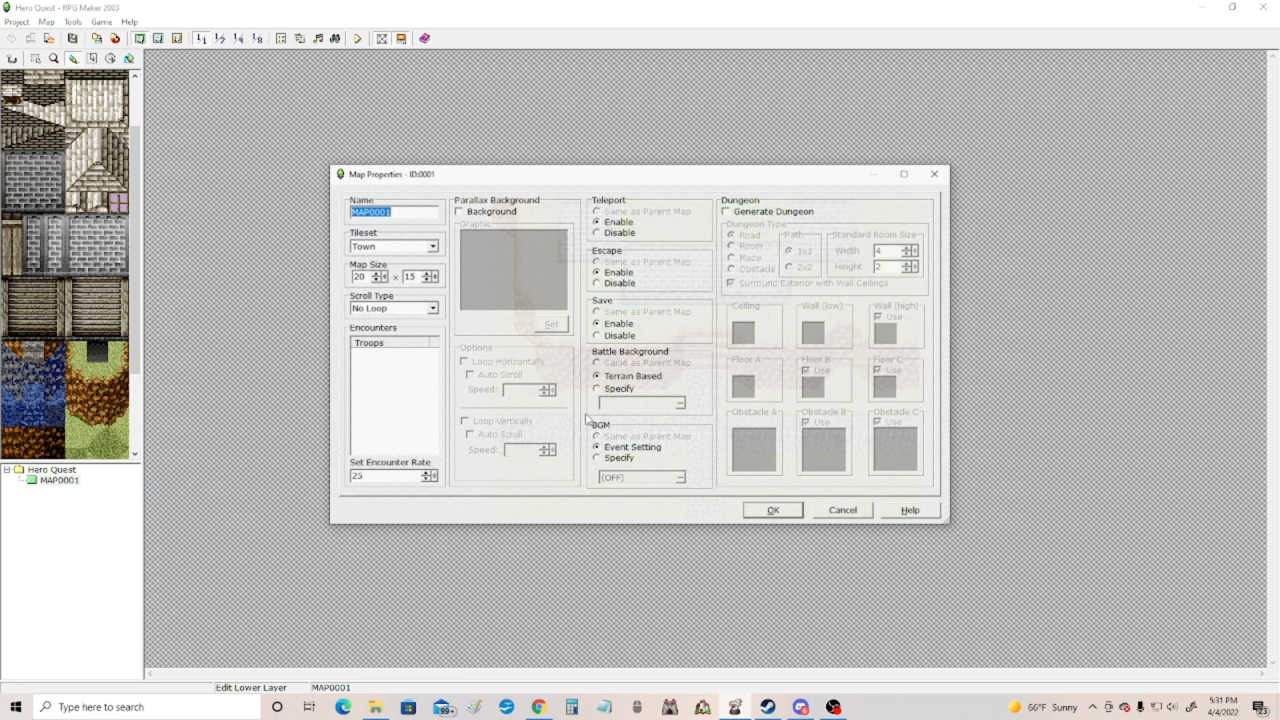 Hero Quest - RPG Maker 2003
Project Map Tools Game Help
Map Properties - ID:0001
Name
MAP0001
Tileset
Town
Map Size
20 x 15
Scroll Type
No Loop
Encounters
Troops
Set Encounter Rate
25
Parallax Background
Background
Graphic
Set
Options
Loop Horizontally
Auto Scroll
Speed:
Loop Vertically
Auto Scroll
Speed:
Teleport
Same as Parent Map
Enable
Disable
Escape
Same as Parent Map
Enable
Disable
Save
Same as Parent Map
Enable
Disable
Battle Background
Same as Parent Map
Terrain Based
Specify
BGM
Same as Parent Map
Event Setting
Specify
(OFF)
Dungeon
Generate Dungeon
Dungeon Type
Road
Room
Maze
Obstacle
Path
1x1
2x2
Standard Room Size
Width 4
Height 2
Surround Exterior with Wall Ceilings
Ceiling
Wall (low)
Wall (high)
Use
Floor A
Floor B
Use
Floor C
Use
Obstacle A
Obstacle B
Use
Obstacle C
Use
OK Cancel Help
Hero Quest
MAP0001
Edit Lower Layer MAP0001
Type here to search
99+
66°F Sunny
5:31 PM
4/4/2022